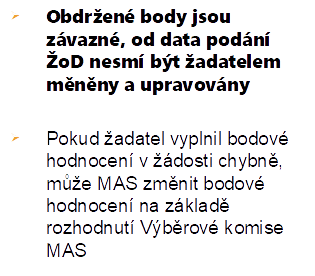 Obdržené body jsou
závazné, od data podání
ŽoD nesmí být žadatelem
měněny a upravovány
Pokud žadatel vyplnil bodové
hodnocení v žádosti chybně,
může MAS změnit bodové
hodnocení na základě
rozhodnutí Výběrové komise
MAS